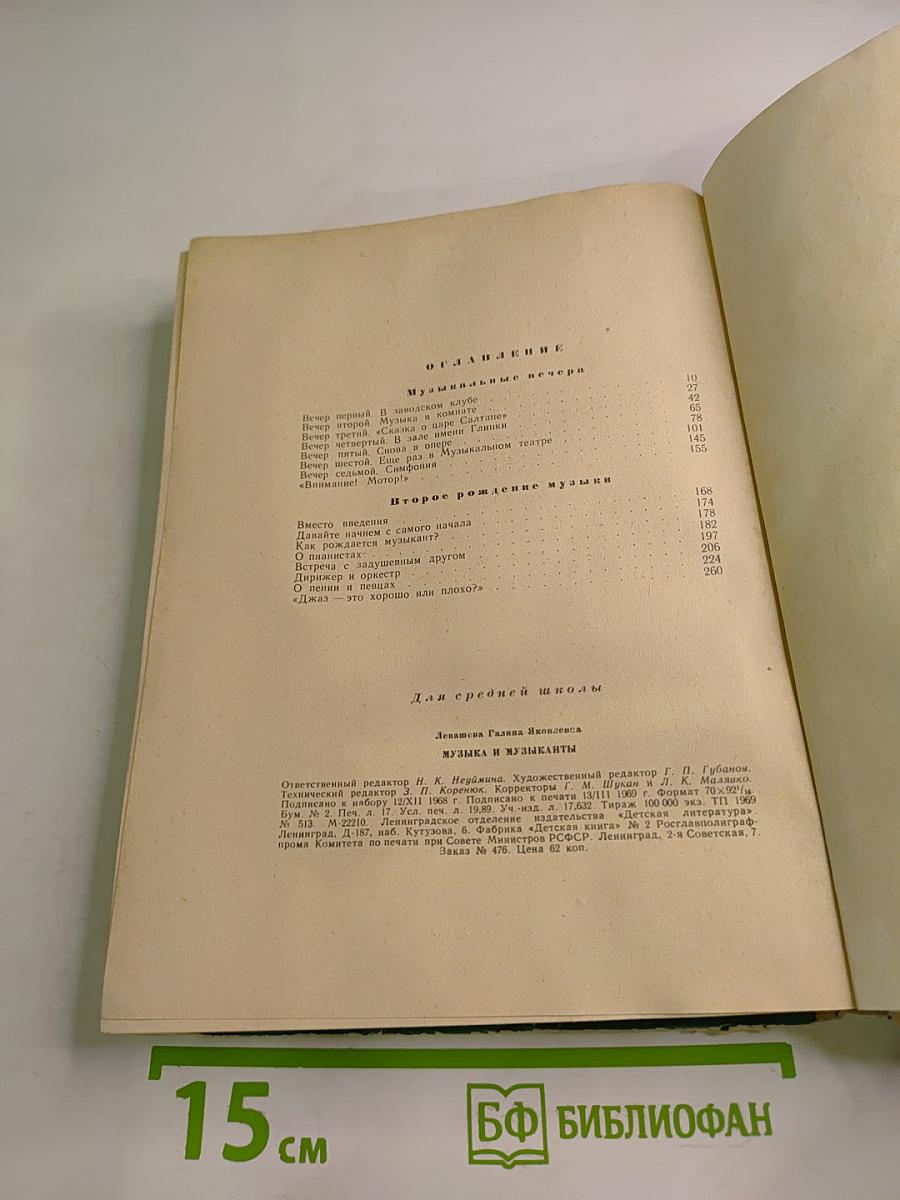 ОГЛАВЛЕНИЕ
Музыкальные вечера
Вечер первый. В заводском клубе 10
Вечер второй. Музыка в комнате 27
Вечер третий. «Сказка о царе Салтане» 42
Вечер четвертый. В зале имени Глинки 65
Вечер пятый. Снова в опере 78
Вечер шестой. Еще раз в Музыкальном театре 101
Вечер седьмой. Симфония 145
«Внимание! Мотор!» 155
Второе рождение музыки
Вместо введения 168
Давайте начнем с самого начала 174
Как рождается музыкант? 178
О пианистах 182
Встреча с задушевным другом 197
Дирижер и оркестр 206
О пении и певцах 224
«Джаз — это хорошо или плохо?» 260
Для средней школы
Левашева Галина Яковлевна
МУЗЫКА И МУЗЫКАНТЫ
Ответственный редактор Н. К. Неуймина. Художественный редактор Г. П. Губанов.
Технический редактор З. П. Коренюк. Корректоры Г. М. Шукан и Л. К. Малявко.
Подписано к набору 12/XII 1968 г. Подписано к печати 13/III 1969 г. Формат 70×92 1/16.
Бум. № 2. Печ. л. 17. Усл. печ. л. 19,89. Уч.-изд. л. 17,632. Тираж 100 000 экз. ТП 1969
№ 513. М-22210. Ленинградское отделение издательства «Детская литература».
Ленинград, Д-187, наб. Кутузова, 6. Фабрика «Детская книга» № 2 Росглавполиграф-
прома Комитета по печати при Совете Министров РСФСР. Ленинград, 2-я Советская, 7.
Заказ № 476. Цена 62 коп.
15 см
БФ БИБЛИОФАН